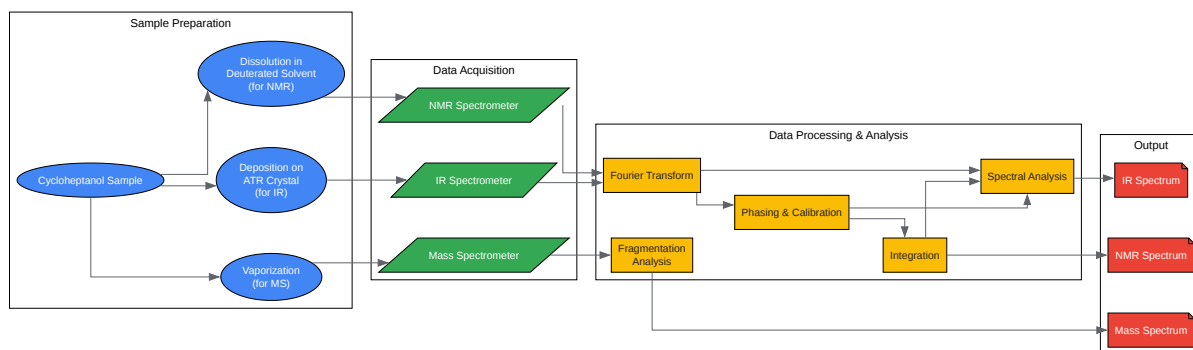 Sample Preparation
Dissolution in
Deuterated Solvent
(for NMR)
Cycloheptanol Sample
Deposition on
ATR Crystal
(for IR)
Vaporization
(for MS)
Data Acquisition
NMR Spectrometer
IR Spectrometer
Mass Spectrometer
Data Processing & Analysis
Fourier Transform
Phasing & Calibration
Fragmentation
Analysis
Integration
Spectral Analysis
Output
IR Spectrum
NMR Spectrum
Mass Spectrum